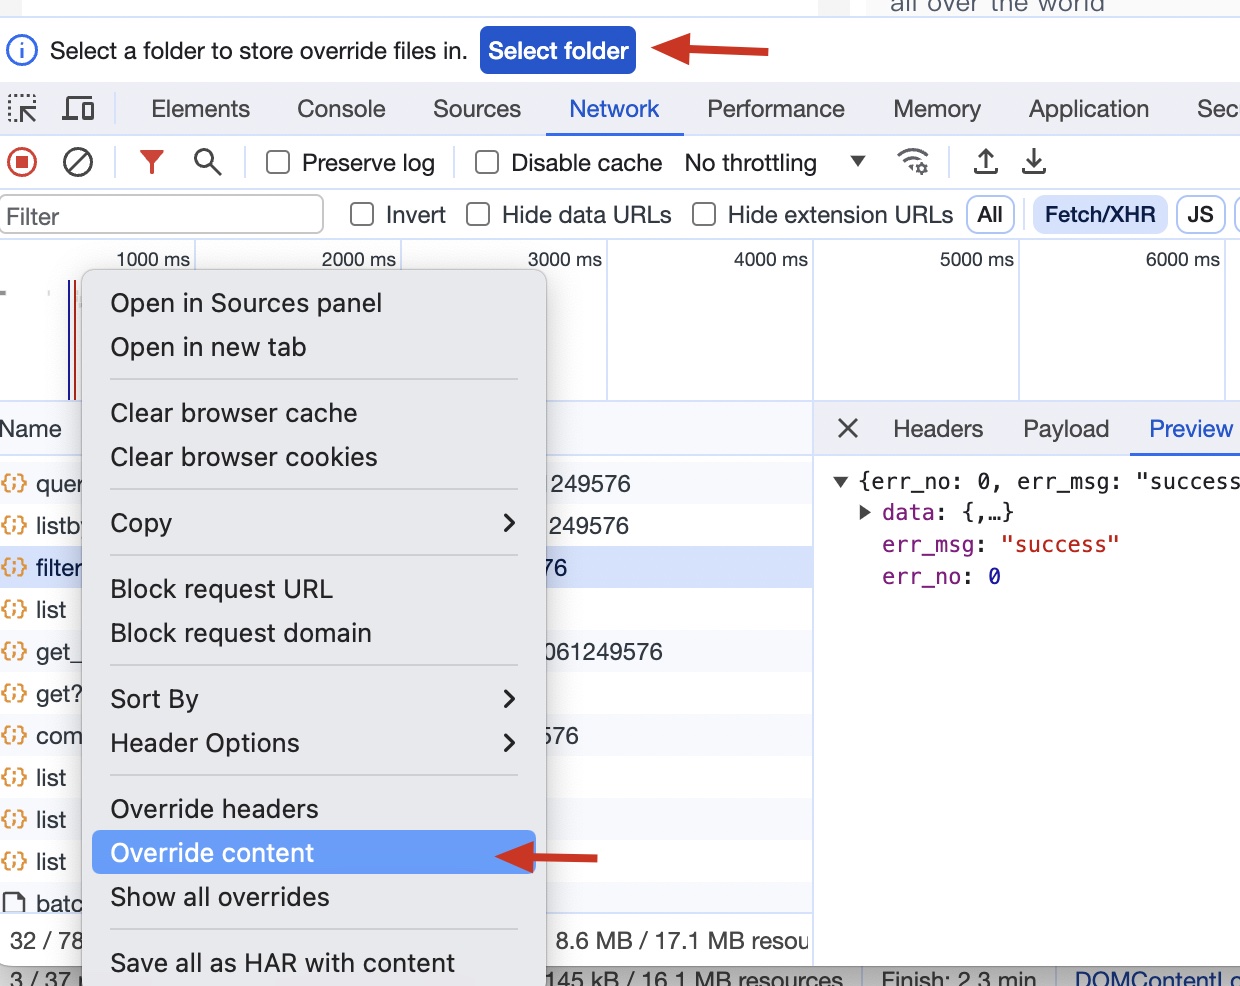 all over the world
Select a folder to store override files in. Select folder
Elements Console Sources Network Performance Memory Application Sec
Preserve log Disable cache No throttling
Filter Invert Hide data URLs Hide extension URLs All Fetch/XHR JS
1000 ms 2000 ms 3000 ms 4000 ms 5000 ms 6000 ms
Open in Sources panel
Open in new tab
Clear browser cache
Clear browser cookies
Copy
Block request URL
Block request domain
Sort By
Header Options
Override headers
Override content
Show all overrides
Save all as HAR with content
Name
quer 249576
listb 249576
filter 76
list
get_ 061249576
get?
com 576
list
list
list
batc
32 / 78 8.6 MB / 17.1 MB resou
3 / 37 145 kB / 16.1 MB resources Finish: 2.3 min DOMContentLo
Headers Payload Preview
{err_no: 0, err_msg: "success
data: {,…}
err_msg: "success"
err_no: 0